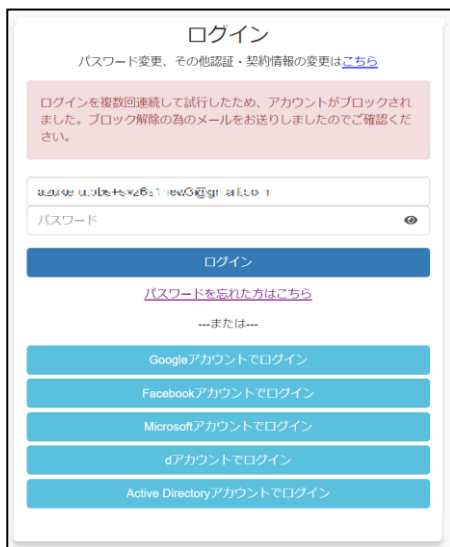 ログイン
パスワード変更、その他認証・契約情報の変更はこちら
ログインを複数回連続して試行したため、アカウントがブロックされ
ました。ブロック解除の為のメールをお送りしましたのでご確認くだ
さい。
パスワード
ログイン
パスワードを忘れた方はこちら
---または---
Googleアカウントでログイン
Facebookアカウントでログイン
Microsoftアカウントでログイン
dアカウントでログイン
Active Directoryアカウントでログイン